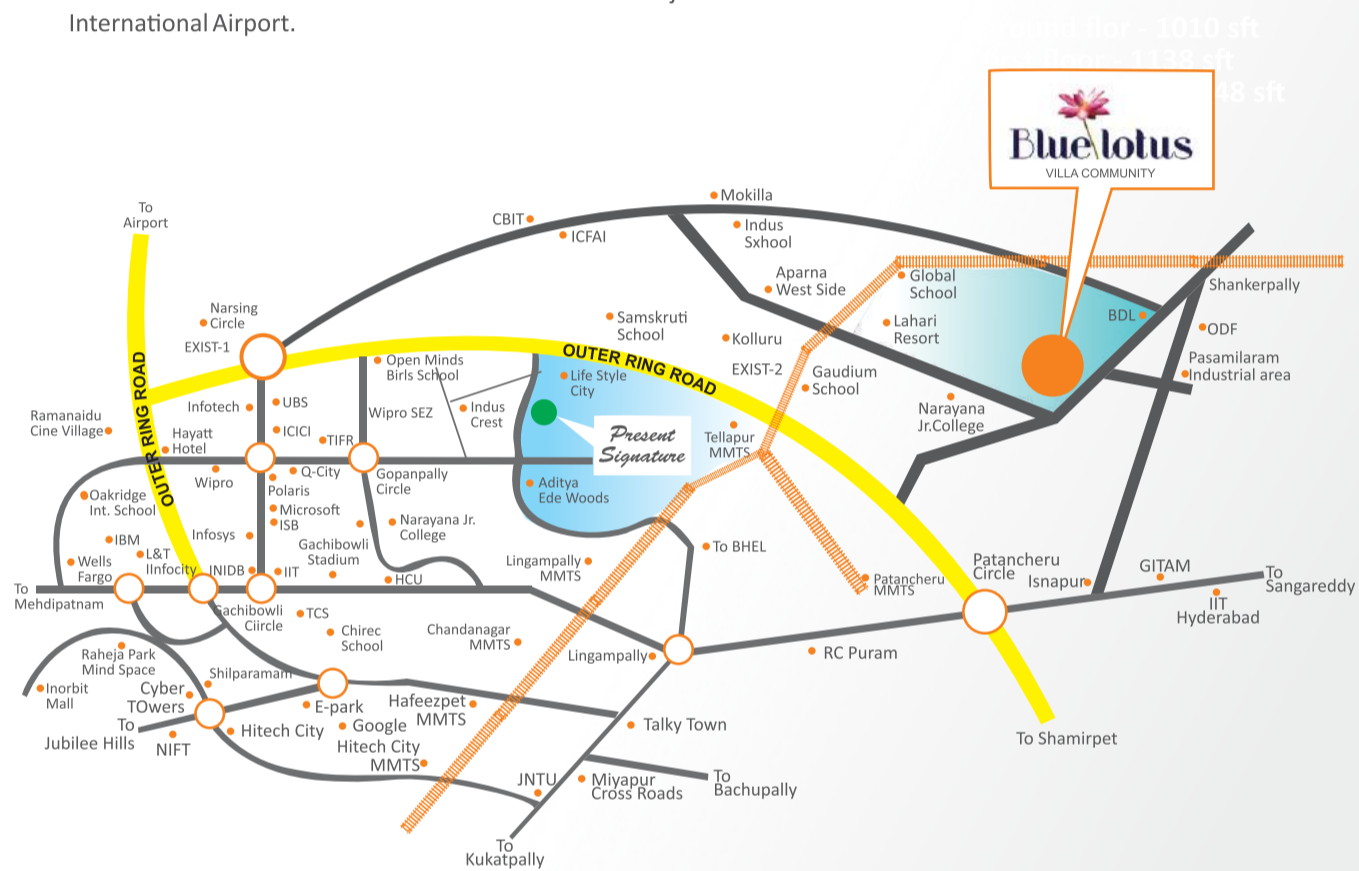 International Airport.
flor - 1010 sft
- 1138 sft
48 sft
Blue lotus
VILLA COMMUNITY
To
Airport
CBIT
ICFAI
Mokilla
Indus
Sxhool
Aparna
West Side
Global
School
Shankerpally
BDL
ODF
Lahari
Resort
Pasamilaram
Industrial area
Narsing
Circle
EXIST-1
Samskruti
School
Kolluru
EXIST-2
Gaudium
School
Narayana
Jr.College
OUTER RING ROAD
OUTER RING ROAD
Open Minds
Birls School
Life Style
City
Infotech
UBS
Wipro SEZ
Indus
Crest
Ramanaidu
Cine Village
Hayatt
Hotel
ICICI
TIFR
Present
Signature
Tellapur
MMTS
Wipro
Q-City
Polaris
Gopanpally
Circle
Aditya
Ede Woods
Oakridge
Int. School
Microsoft
ISB
Narayana Jr.
College
Infosys
Gachibowli
Stadium
IBM
L&T
IInfocity
Wells
Fargo
INIDB
IIT
HCU
Lingampally
MMTS
To BHEL
Patancheru
MMTS
Patancheru
Circle
Isnapur
GITAM
To
Sangareddy
IIT
Hyderabad
To
Mehdipatnam
Gachibowli
Ciircle
TCS
Chirec
School
Chandanagar
MMTS
Lingampally
RC Puram
Raheja Park
Mind Space
Shilparamam
Inorbit
Mall
Cyber
TOwers
E-park
Hafeezpet
MMTS
To
Jubilee Hills
NIFT
Hitech City
Google
Hitech City
MMTS
Talky Town
To Shamirpet
JNTU
Miyapur
Cross Roads
To
Bachupally
To
Kukatpally